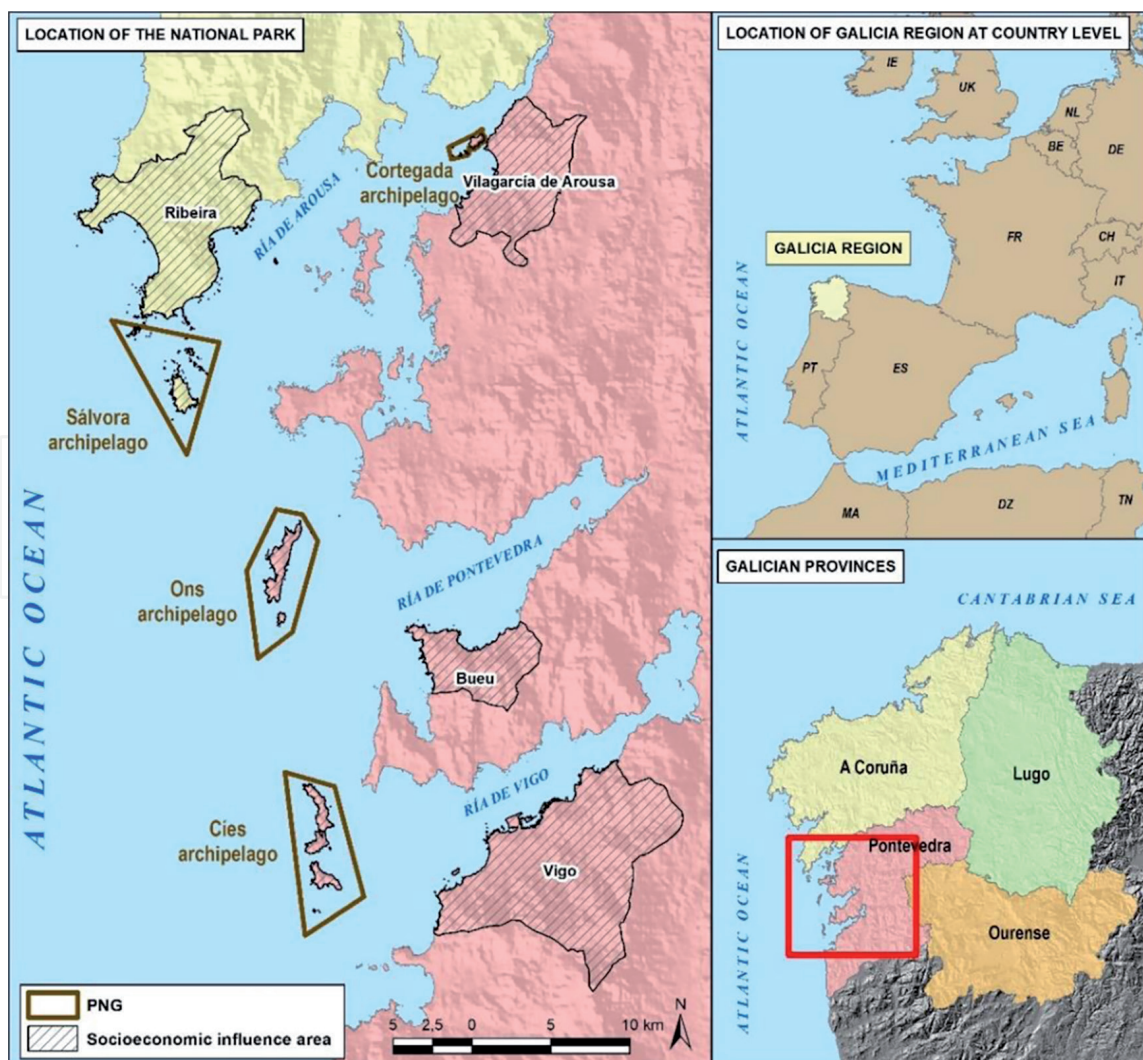 LOCATION OF THE NATIONAL PARK
Ribeira
RÍA DE AROUSA
Cortegada
archipelago
Vilagarcía de Arousa
Sálvora
archipelago
Ons
archipelago
RÍA DE PONTEVEDRA
Bueu
ATLANTIC OCEAN
Cíes
archipelago
RÍA DE VIGO
Vigo
PNG
Socioeconomic influence area
5 2,5 0 5 10 km
N
LOCATION OF GALICIA REGION AT COUNTRY LEVEL
IE
UK
NL
BE
DE
FR
CH
IT
GALICIA REGION
ATLANTIC OCEAN
PT
ES
MEDITERRANEAN SEA
MA
DZ
TN
GALICIAN PROVINCES
CANTABRIAN SEA
A Coruña
Lugo
Pontevedra
Ourense
ATLANTIC OCEAN